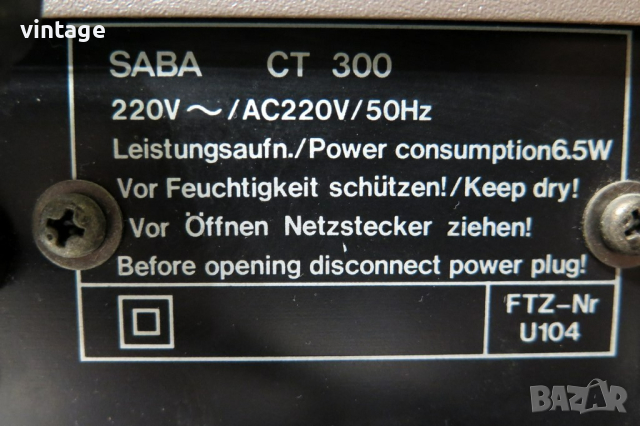 vintage
SABA CT 300
220V ~/AC220V/50Hz
Leistungsaufn./Power consumption6.5W
Vor Feuchtigkeit schützen!/Keep dry!
Vor Öffnen Netzstecker ziehen!
Before opening disconnect power plug!
FTZ-Nr
U104
BAZAR